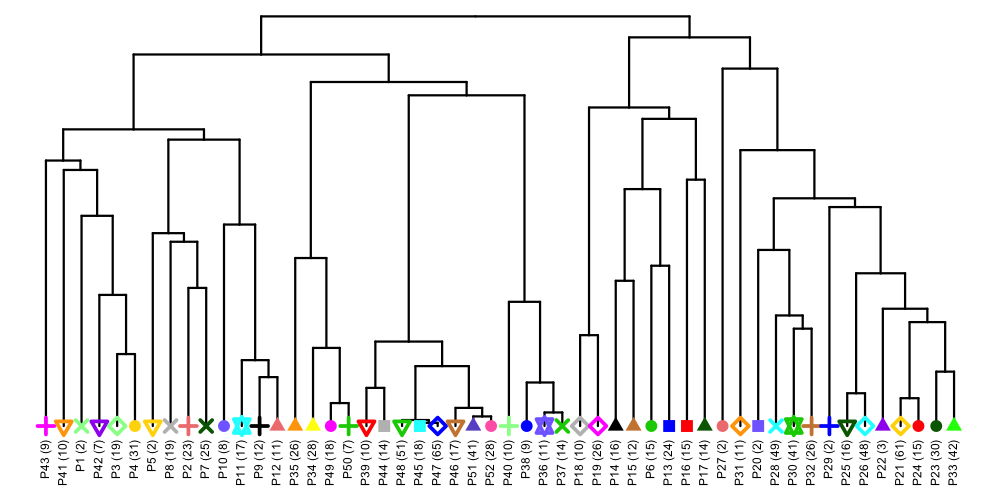 P43 (9)
P41 (10)
P1 (2)
P42 (7)
P3 (19)
P4 (31)
P5 (2)
P8 (19)
P2 (23)
P7 (25)
P10 (8)
P11 (17)
P9 (12)
P12 (11)
P35 (26)
P34 (28)
P49 (18)
P50 (7)
P39 (10)
P44 (14)
P48 (51)
P45 (18)
P47 (65)
P46 (17)
P51 (41)
P52 (28)
P40 (10)
P38 (9)
P36 (11)
P37 (14)
P18 (10)
P19 (26)
P14 (16)
P15 (12)
P6 (15)
P13 (24)
P16 (15)
P17 (14)
P27 (2)
P31 (11)
P20 (2)
P28 (49)
P30 (41)
P32 (26)
P29 (2)
P25 (16)
P26 (48)
P22 (3)
P21 (61)
P24 (15)
P23 (30)
P33 (42)